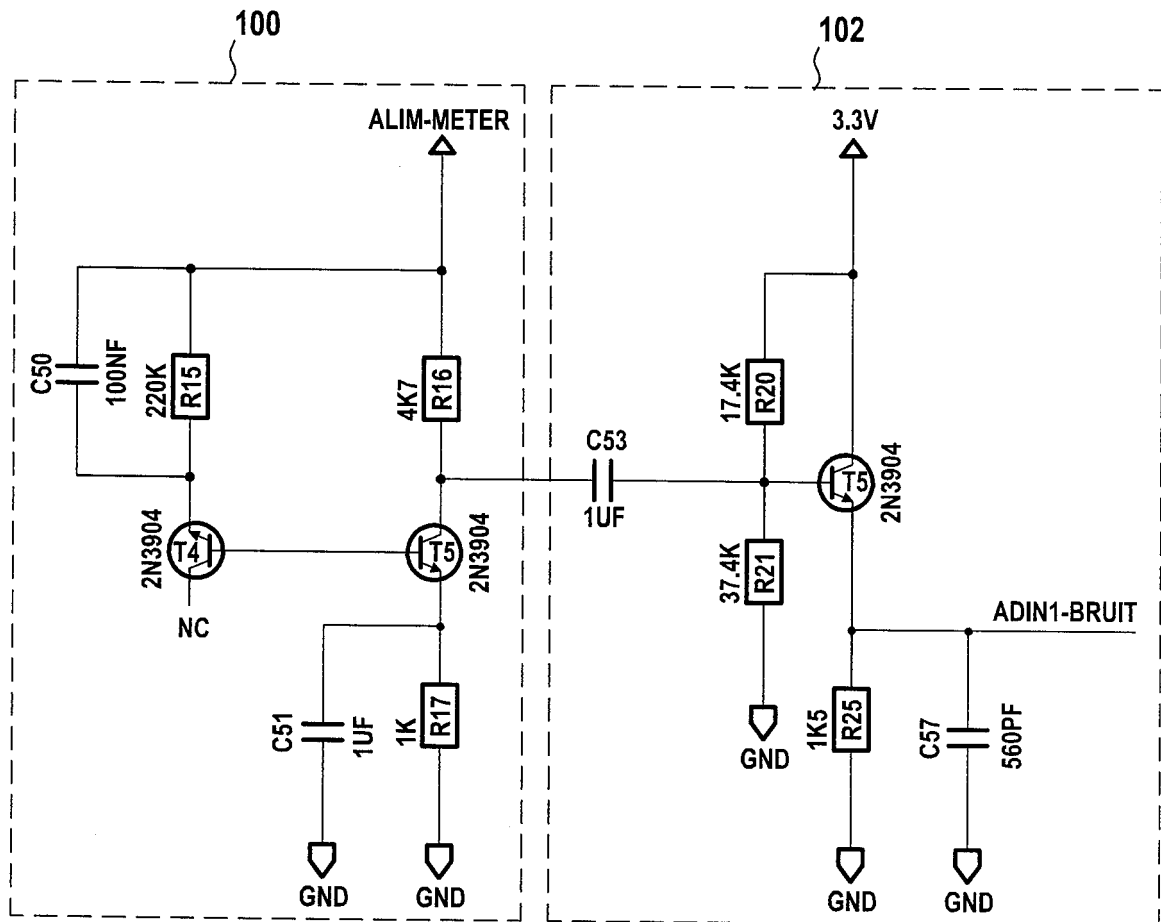 100
102
ALIM-METER
3.3V
C50
100NF
220K
R15
4K7
R16
17.4K
R20
C53
1UF
T5
2N3904
2N3904
T4
T5
2N3904
37.4K
R21
NC
ADIN1-BRUIT
C51
1UF
1K
R17
GND
1K5
R25
C57
560PF
GND
GND
GND
GND